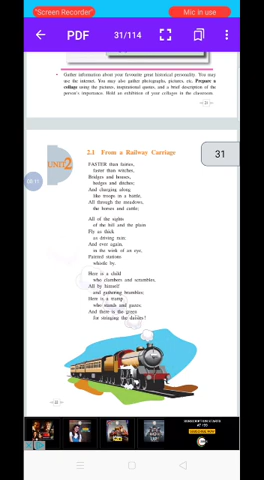 "Screen Recorder"
Mic in use
PDF
31/114
• Gather information about your favourite great historical personality. You may
use the internet. You may also gather photographs, pictures, etc. Prepare a
collage using the pictures, inspirational quotes, and a brief description of the
person's importance. Hold an exhibition of your collages in the classroom.
31
UNIT 2
2.1 From a Railway Carriage
FASTER than fairies,
faster than witches,
Bridges and houses,
hedges and ditches;
And charging along
like troops in a battle,
All through the meadows,
the horses and cattle;
All of the sights
of the hill and the plain
Fly as thick
as driving rain;
And ever again,
in the wink of an eye,
Painted stations
whistle by.
Here is a child
who clambers and scrambles,
All by himself
and gathering brambles;
Here is a tramp
who stands and gazes;
And there is the green
for stringing the daisies!